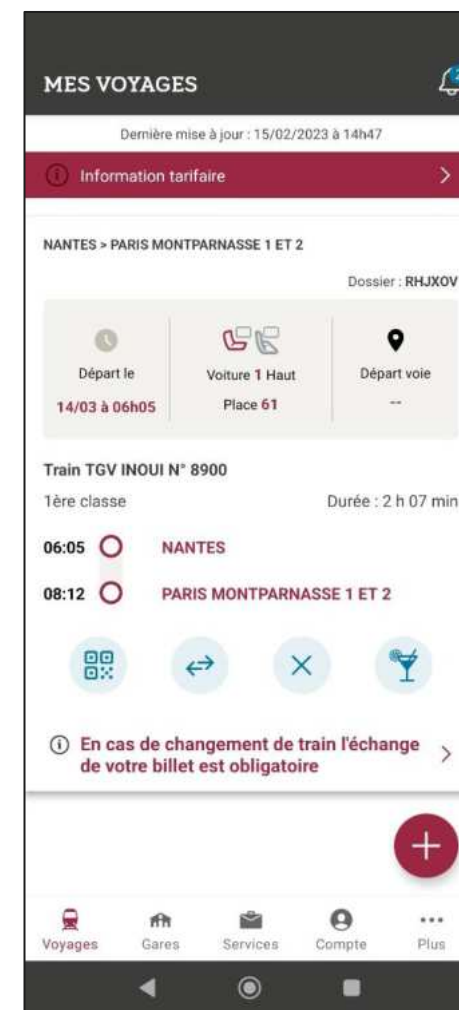 MES VOYAGES
2
Dernière mise à jour : 15/02/2023 à 14h47
Information tarifaire
NANTES > PARIS MONTPARNASSE 1 ET 2
Dossier : RHJXOV
Départ le
Voiture 1 Haut
Départ voie
14/03 à 06h05
Place 61
--
Train TGV INOUI N° 8900
1ère classe
Durée : 2 h 07 min
06:05 NANTES
08:12 PARIS MONTPARNASSE 1 ET 2
En cas de changement de train l'échange
de votre billet est obligatoire
Voyages
Gares
Services
Compte
Plus